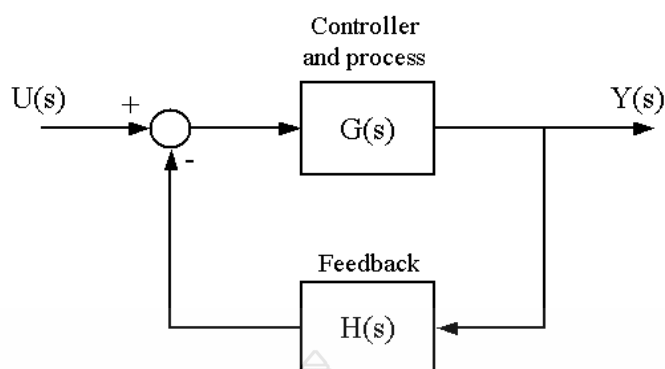 Controller
and process
U(s)
+
G(s)
Y(s)
-
Feedback
H(s)